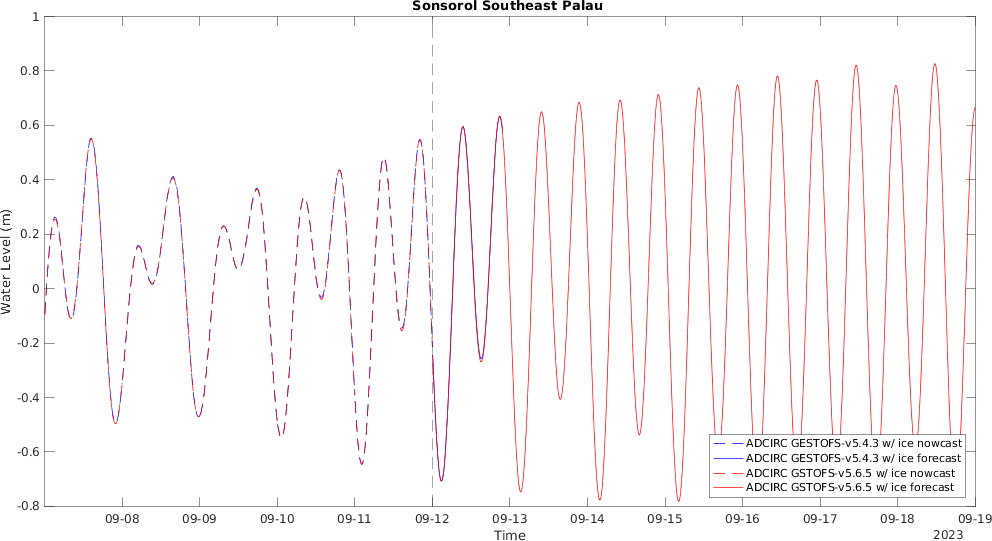 Sonsorol Southeast Palau
1
0.8
0.6
0.4
0.2
0
-0.2
-0.4
-0.6
-0.8
Water Level (m)
ADCIRC GESTOFS-v5.4.3 w/ ice nowcast
ADCIRC GESTOFS-v5.4.3 w/ ice forecast
ADCIRC GSTOFS-v5.6.5 w/ ice nowcast
ADCIRC GSTOFS-v5.6.5 w/ ice forecast
09-08 09-09 09-10 09-11 09-12 09-13 09-14 09-15 09-16 09-17 09-18 09-19
Time
2023